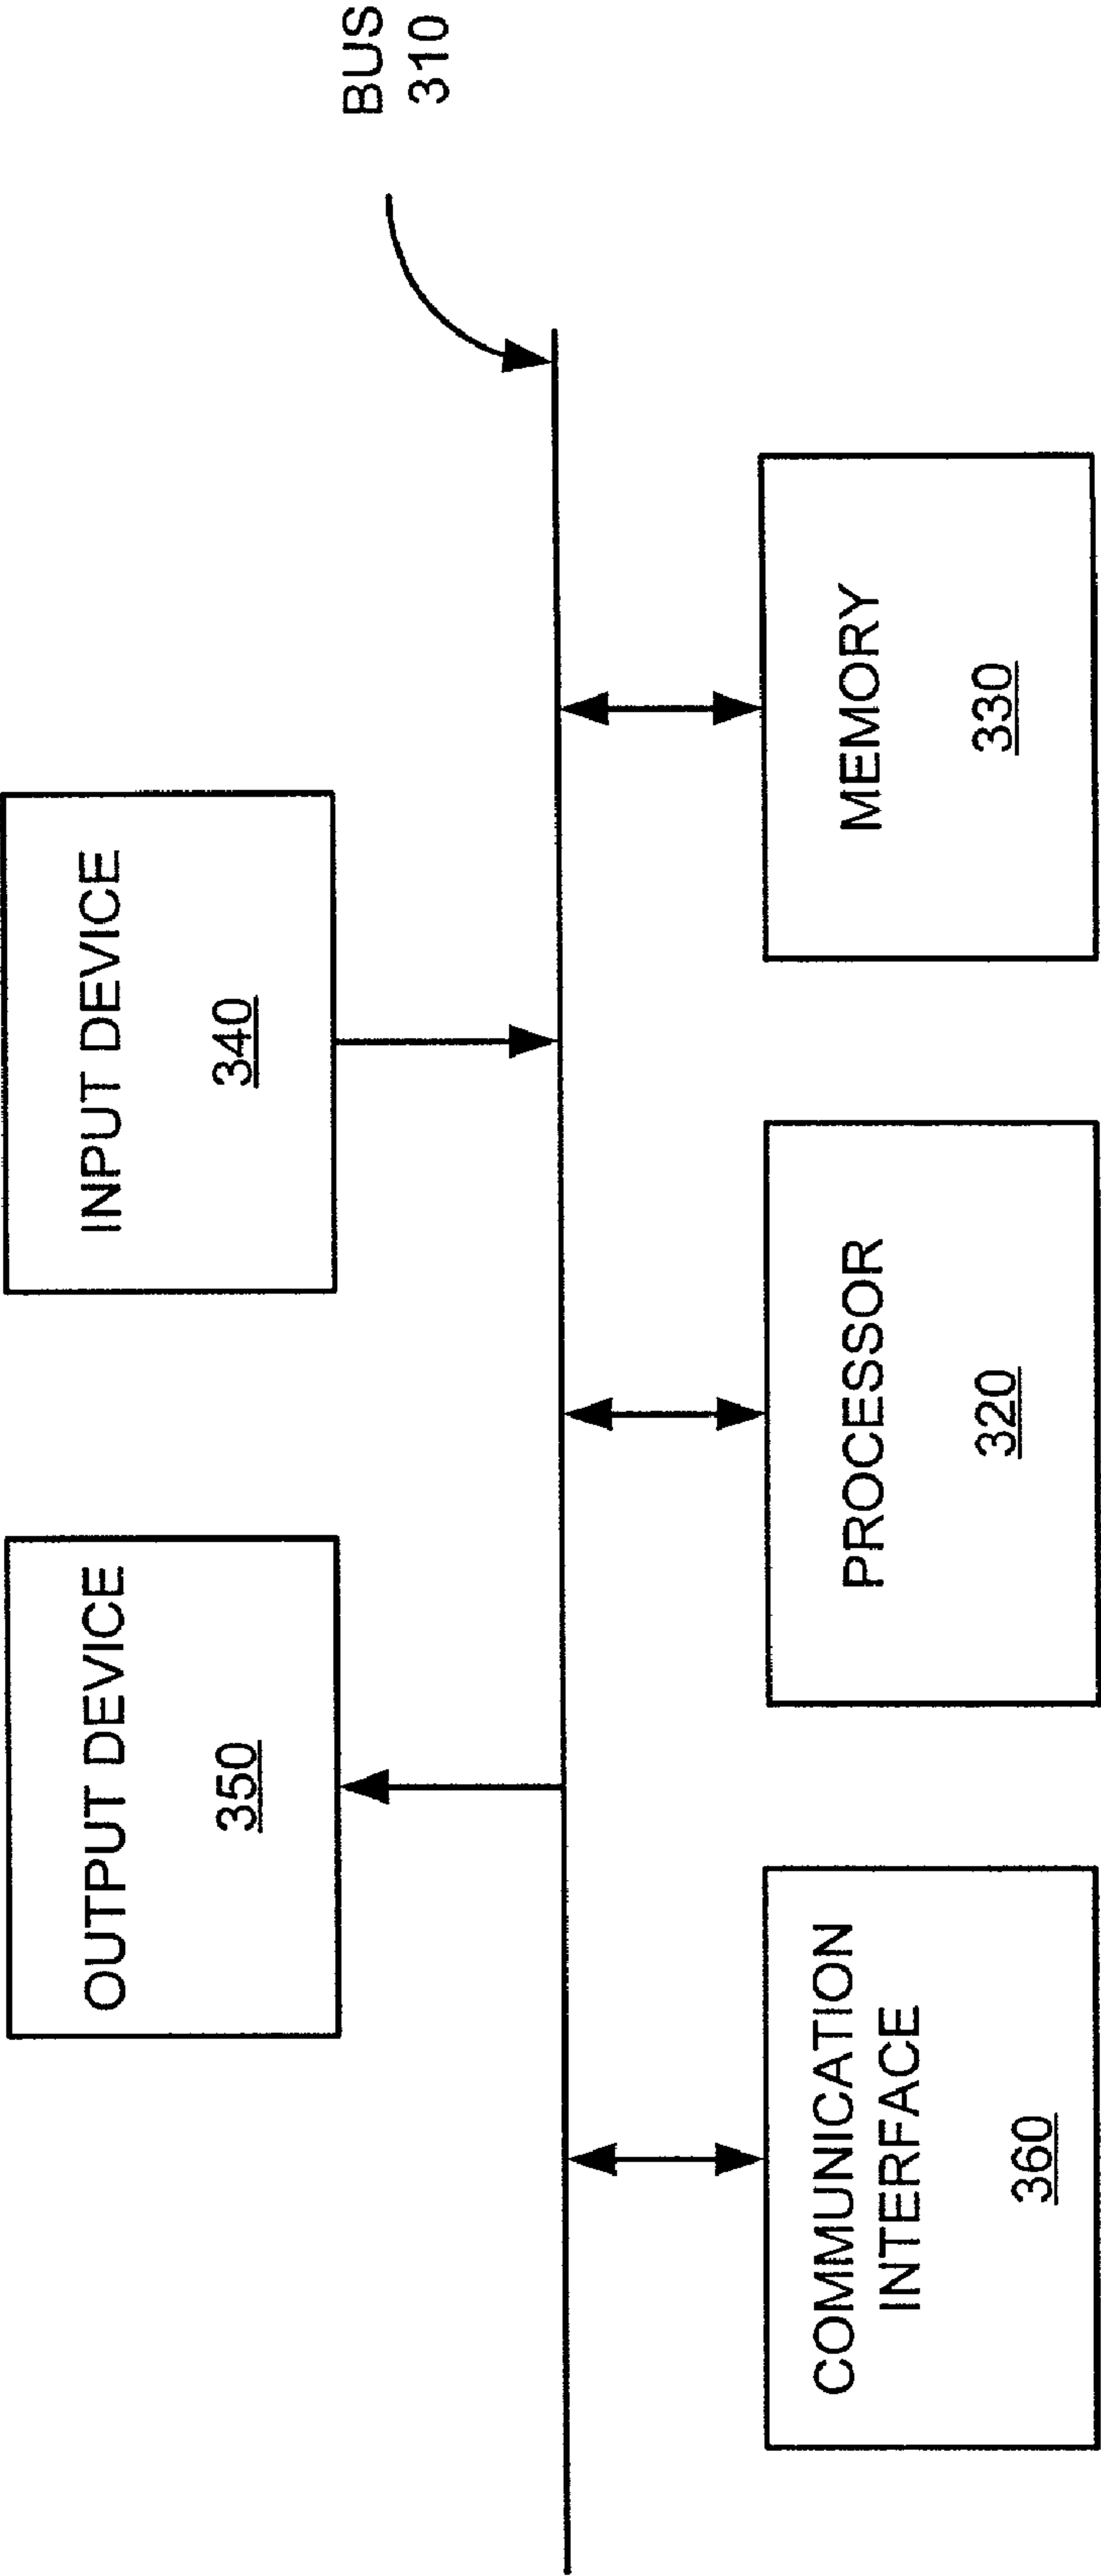 BUS
310
INPUT DEVICE
340
OUTPUT DEVICE
350
MEMORY
330
PROCESSOR
320
COMMUNICATION
INTERFACE
360